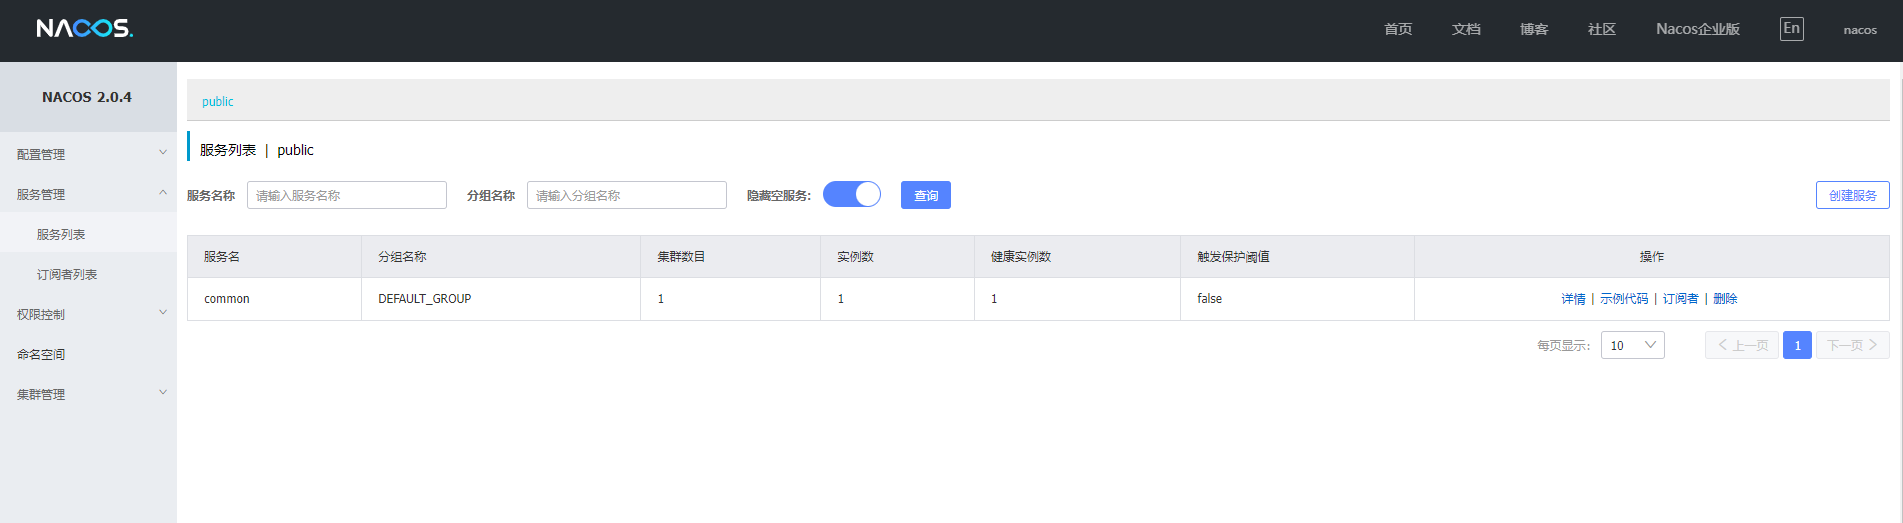 NACOS. 首页 文档 博客 社区 Nacos企业版 En nacos
NACOS 2.0.4
配置管理
服务管理
服务列表
订阅者列表
权限控制
命名空间
集群管理
public
服务列表 | public
服务名称 请输入服务名称 分组名称 请输入分组名称 隐藏空服务: 查询 创建服务
服务名 分组名称 集群数目 实例数 健康实例数 触发保护阈值 操作
common DEFAULT_GROUP 1 1 1 false 详情 | 示例代码 | 订阅者 | 删除
每页显示: 10 上一页 1 下一页